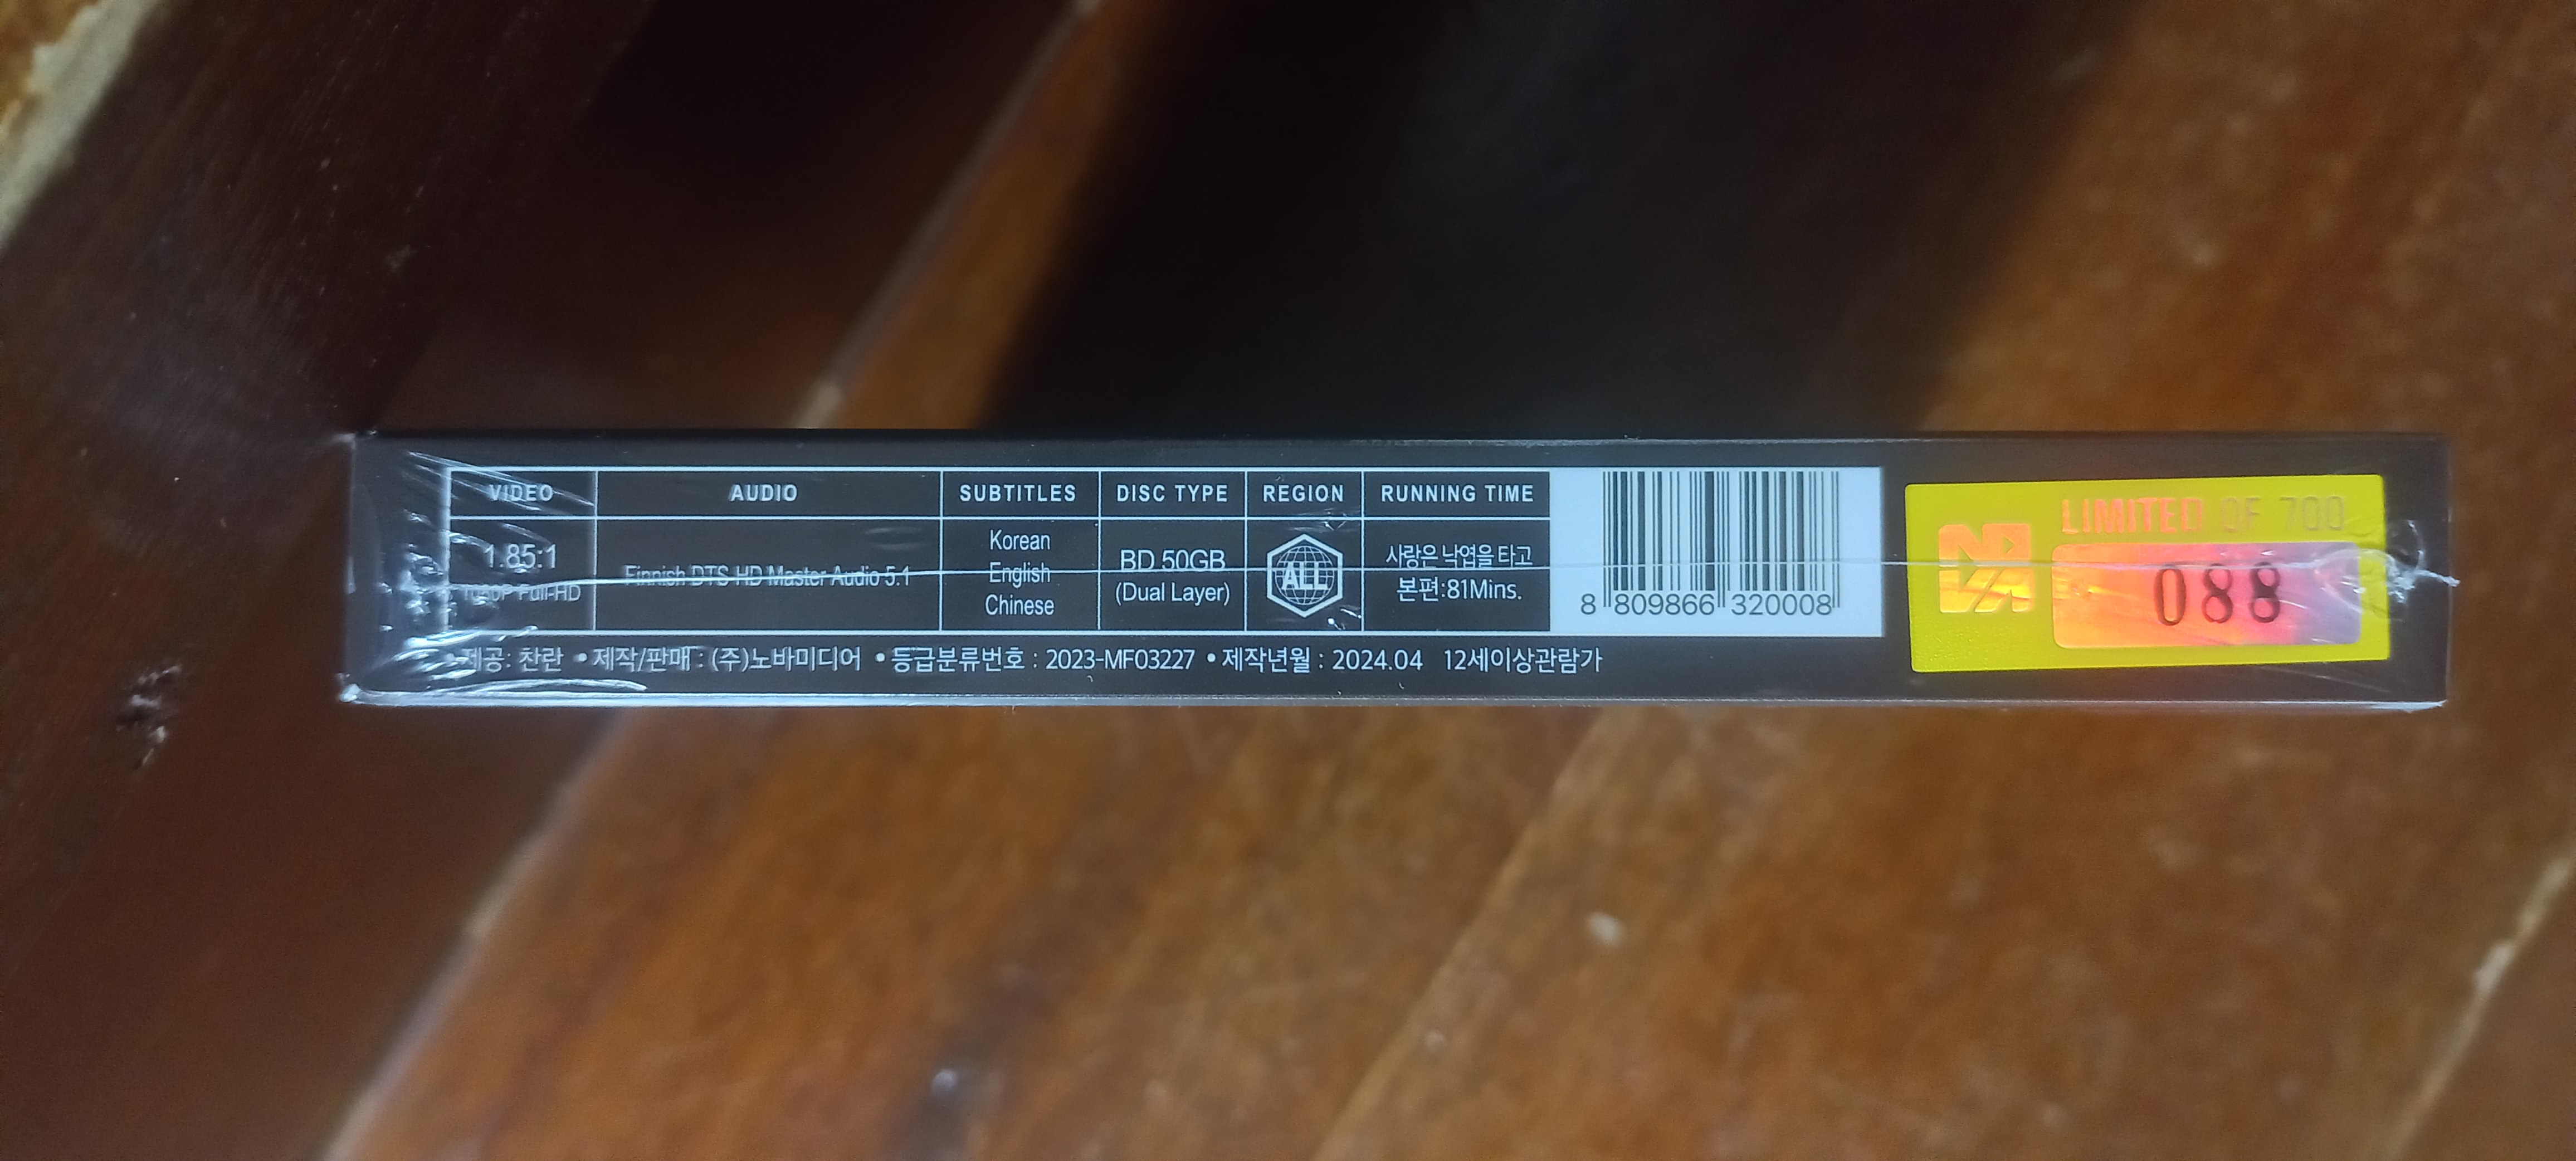 VIDEO AUDIO SUBTITLES DISC TYPE REGION RUNNING TIME
1.85:1
1080P Full-HD
Finnish DTS-HD Master Audio 5.1
Korean
English
Chinese
BD 50GB
(Dual Layer)
ALL
사랑은 낙엽을 타고
본편:81Mins.
8 809866 320008
•제공: 찬란 •제작/판매 : (주)노바미디어 •등급분류번호 : 2023-MF03227 •제작년월 : 2024.04 12세이상관람가
LIMITED OF 700
088